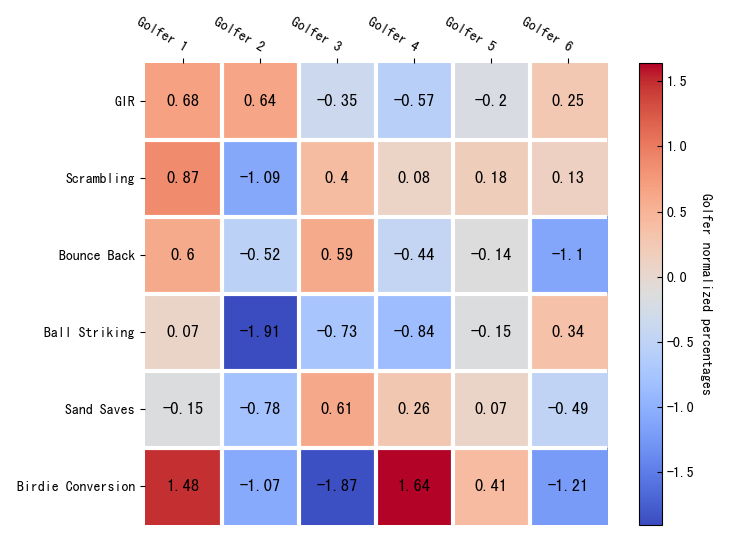 Golfer 1 Golfer 2 Golfer 3 Golfer 4 Golfer 5 Golfer 6
GIR 0.68 0.64 −0.35 −0.57 −0.2 0.25
Scrambling 0.87 −1.09 0.4 0.08 0.18 0.13
Bounce Back 0.6 −0.52 0.59 −0.44 −0.14 −1.1
Ball Striking 0.07 −1.91 −0.73 −0.84 −0.15 0.34
Sand Saves −0.15 −0.78 0.61 0.26 0.07 −0.49
Birdie Conversion 1.48 −1.07 −1.87 1.64 0.41 −1.21
1.5
1.0
0.5
0.0
−0.5
−1.0
−1.5
Golfer normalized percentages